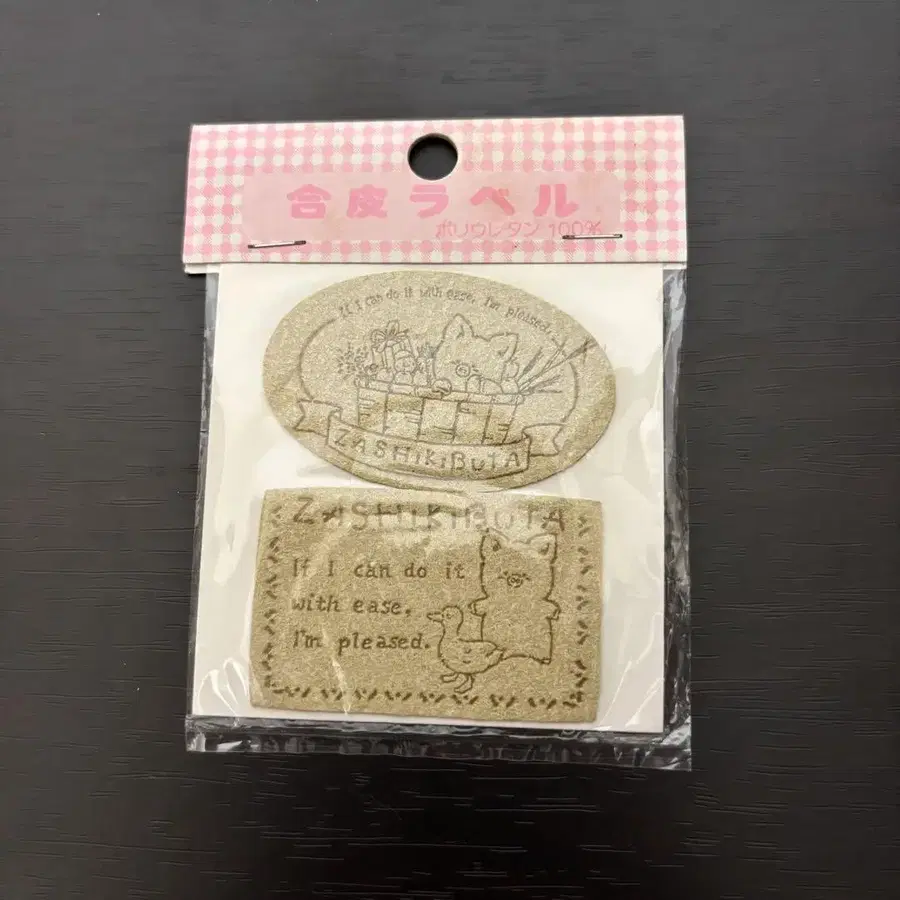 合皮ラベル
ポリウレタン 100%
If I can do it with ease, I'm pleased.
ZASHIKIBUTA
ZASHIKIBUTA
If I can do it
with ease,
I'm pleased.